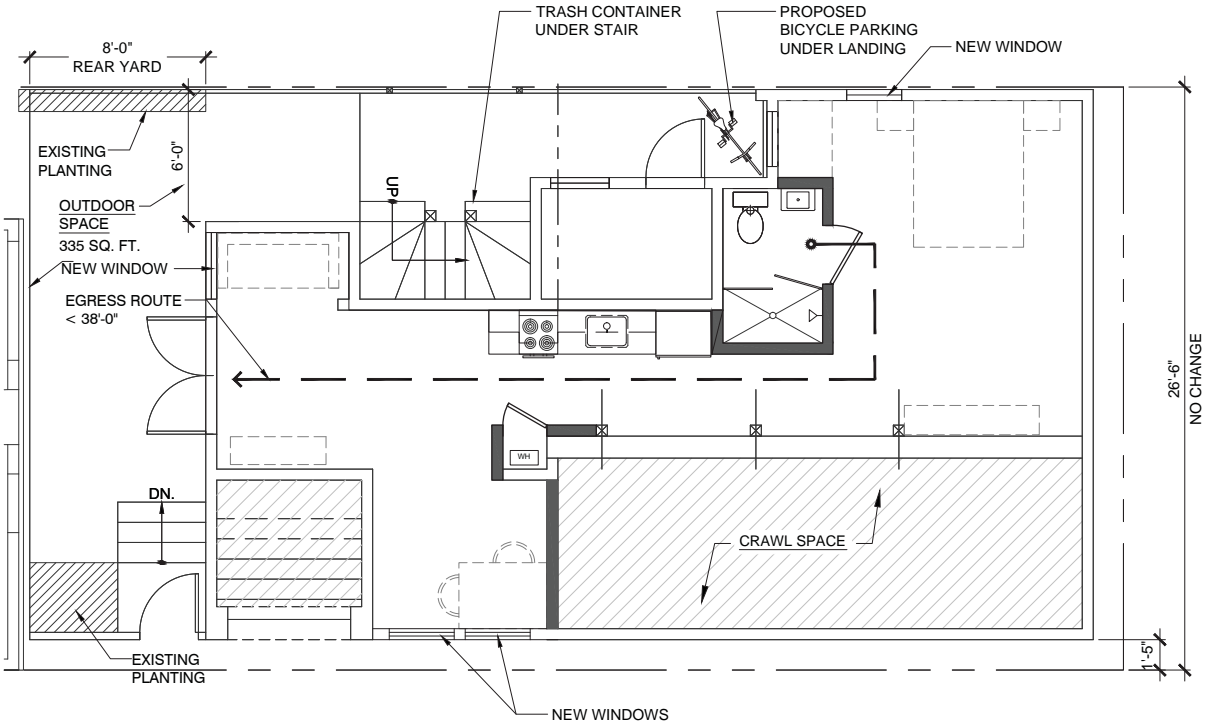 TRASH CONTAINER
UNDER STAIR
PROPOSED
BICYCLE PARKING
UNDER LANDING
NEW WINDOW
8'-0"
REAR YARD
EXISTING
PLANTING
6'-0"
OUTDOOR
SPACE
335 SQ. FT.
NEW WINDOW
EGRESS ROUTE
< 38'-0"
UP
26'-6"
NO CHANGE
WH
DN.
CRAWL SPACE
EXISTING
PLANTING
1'-5"
NEW WINDOWS